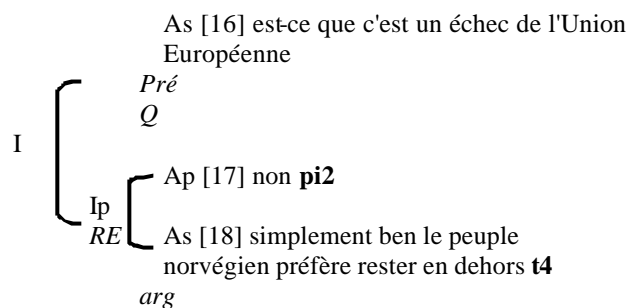 As [16] est-ce que c'est un échec de l'Union
Européenne
Pré
Q
I
Ap [17] non pi2
Ip
RE
As [18] simplement ben le peuple
norvégien préfère rester en dehors t4
arg